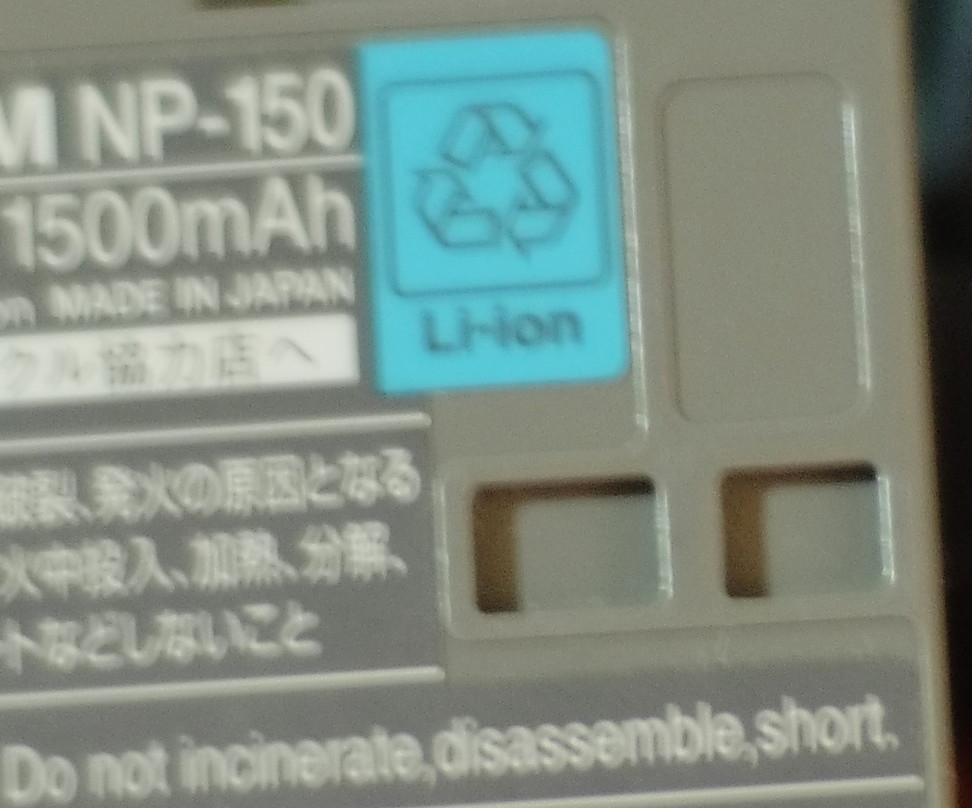 M NP-150
1500mAh
on MADE IN JAPAN
クル協力店へ
Li-ion
破裂、発火の原因となる
火中投入、加熱、分解、
トなどしないこと
Do not incinerate,disassemble,short.